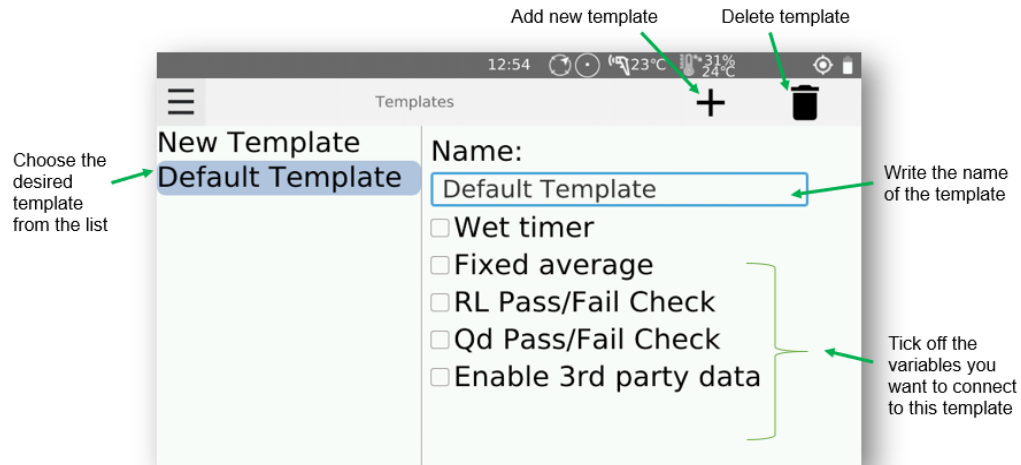 Add new template
Delete template
12:54
23°C
31%
24°C
Templates
New Template
Default Template
Name:
Default Template
Wet timer
Fixed average
RL Pass/Fail Check
Qd Pass/Fail Check
Enable 3rd party data
Choose the
desired
template
from the list
Write the name
of the template
Tick off the
variables you
want to connect
to this template